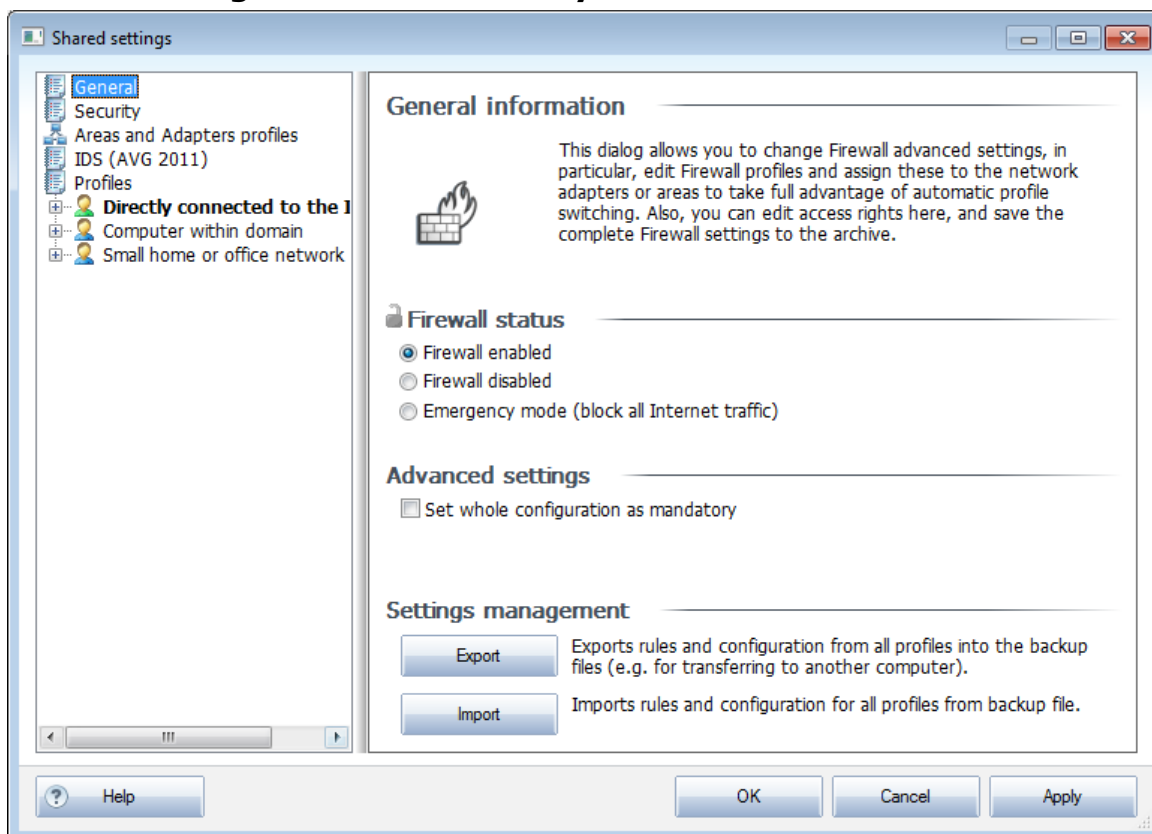 Shared settings
General
Security
Areas and Adapters profiles
IDS (AVG 2011)
Profiles
Directly connected to the I
Computer within domain
Small home or office network
General information
This dialog allows you to change Firewall advanced settings, in
particular, edit Firewall profiles and assign these to the network
adapters or areas to take full advantage of automatic profile
switching. Also, you can edit access rights here, and save the
complete Firewall settings to the archive.
Firewall status
Firewall enabled
Firewall disabled
Emergency mode (block all Internet traffic)
Advanced settings
Set whole configuration as mandatory
Settings management
Export
Exports rules and configuration from all profiles into the backup
files (e.g. for transferring to another computer).
Import
Imports rules and configuration for all profiles from backup file.
? Help
OK
Cancel
Apply